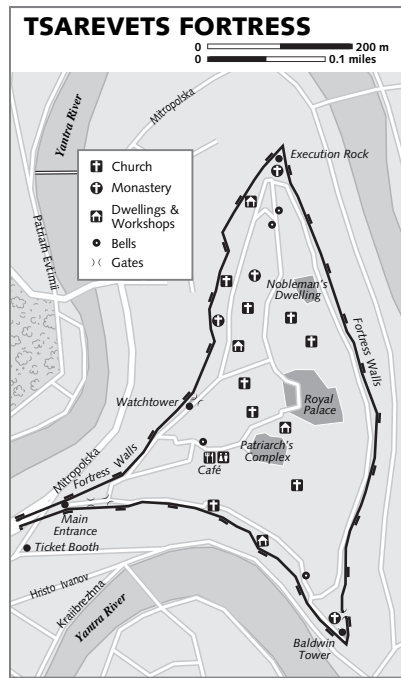 TSAREVETS FORTRESS
0 200 m
0 0.1 miles
Yantra River
Mitropolska
Execution Rock
Church
Monastery
Dwellings &
Workshops
Bells
Gates
Patriarh Evtimii
Nobleman's
Dwelling
Fortress Walls
Watchtower
Royal
Palace
Patriarch's
Complex
Café
Mitropolska
Fortress Walls
Main
Entrance
Ticket Booth
Hristo Ivanov
Kraiibrezhna
Yantra River
Baldwin
Tower